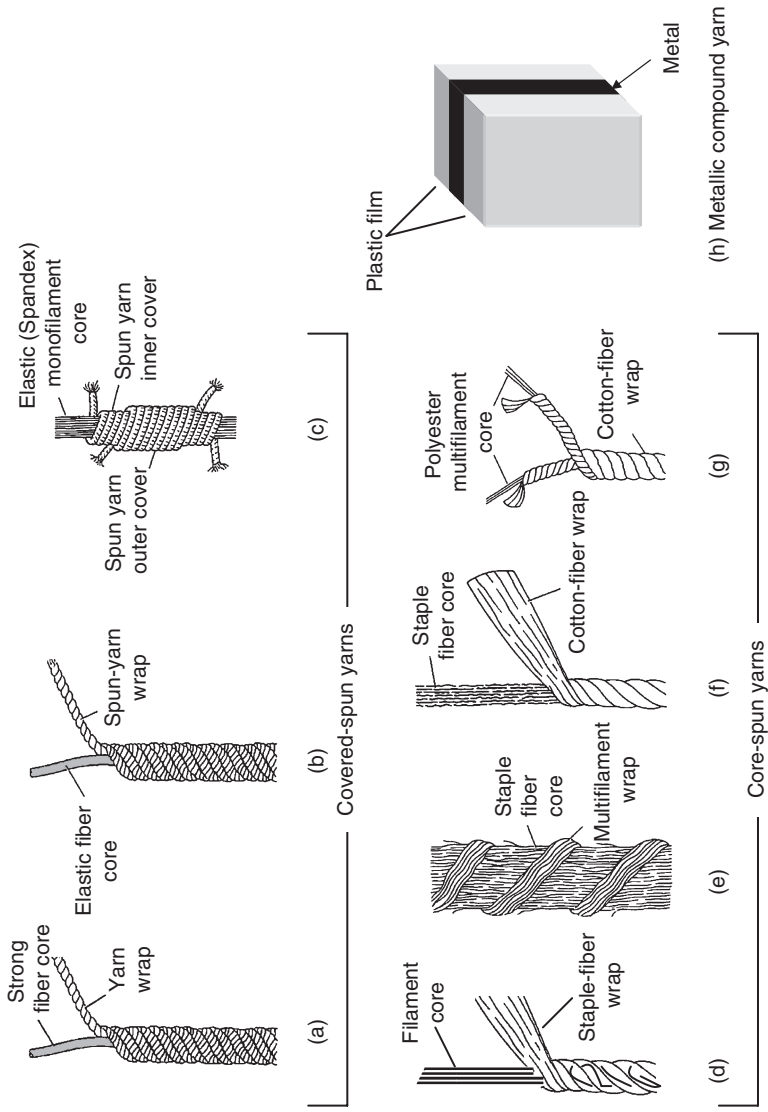 Strong
fiber core
Yarn
wrap
(a)
Elastic fiber
core
Spun-yarn
wrap
(b)
Elastic (Spandex)
monofilament
core
Spun yarn
inner cover
Spun yarn
outer cover
(c)
Covered-spun yarns
Filament
core
Staple-fiber
wrap
(d)
Staple
fiber
core
Multifilament
wrap
(e)
Staple
fiber core
Cotton-fiber wrap
(f)
Polyester
multifilament
core
Cotton-fiber
wrap
(g)
Core-spun yarns
Plastic film
Metal
(h) Metallic compound yarn